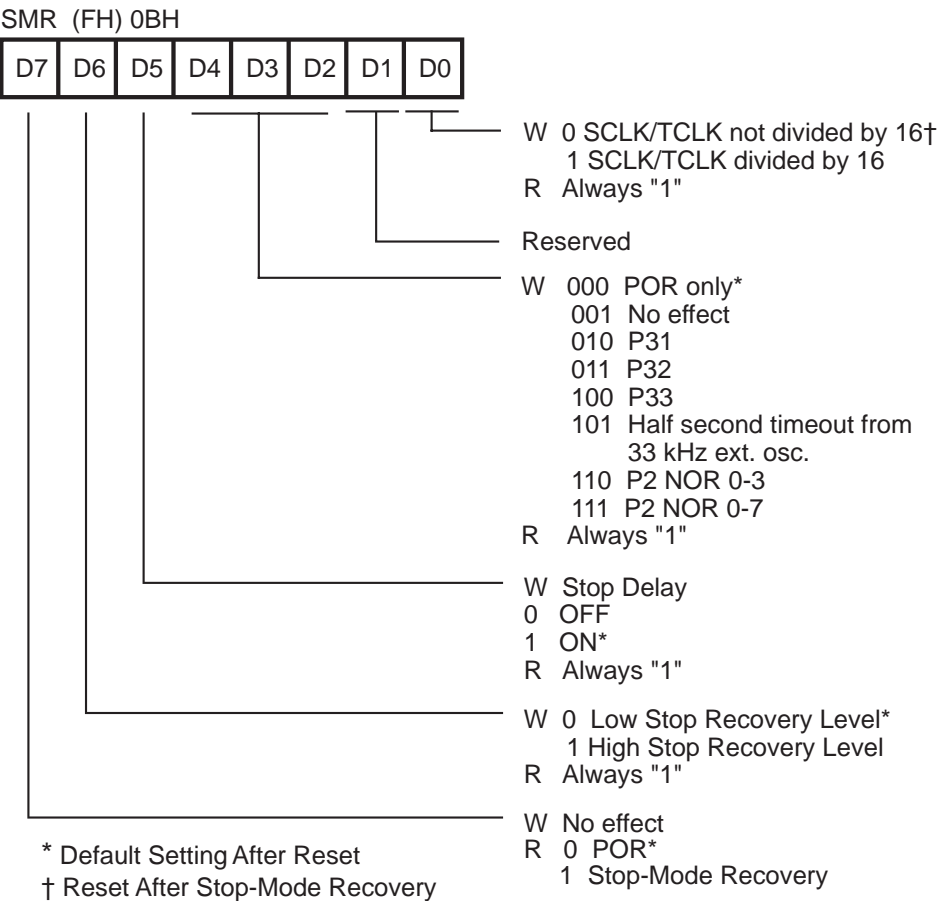 SMR (FH) 0BH
D7 D6 D5 D4 D3 D2 D1 D0
W 0 SCLK/TCLK not divided by 16†
1 SCLK/TCLK divided by 16
R Always "1"
Reserved
W 000 POR only*
001 No effect
010 P31
011 P32
100 P33
101 Half second timeout from
33 kHz ext. osc.
110 P2 NOR 0-3
111 P2 NOR 0-7
R Always "1"
W Stop Delay
0 OFF
1 ON*
R Always "1"
W 0 Low Stop Recovery Level*
1 High Stop Recovery Level
R Always "1"
W No effect
R 0 POR*
1 Stop-Mode Recovery
* Default Setting After Reset
† Reset After Stop-Mode Recovery